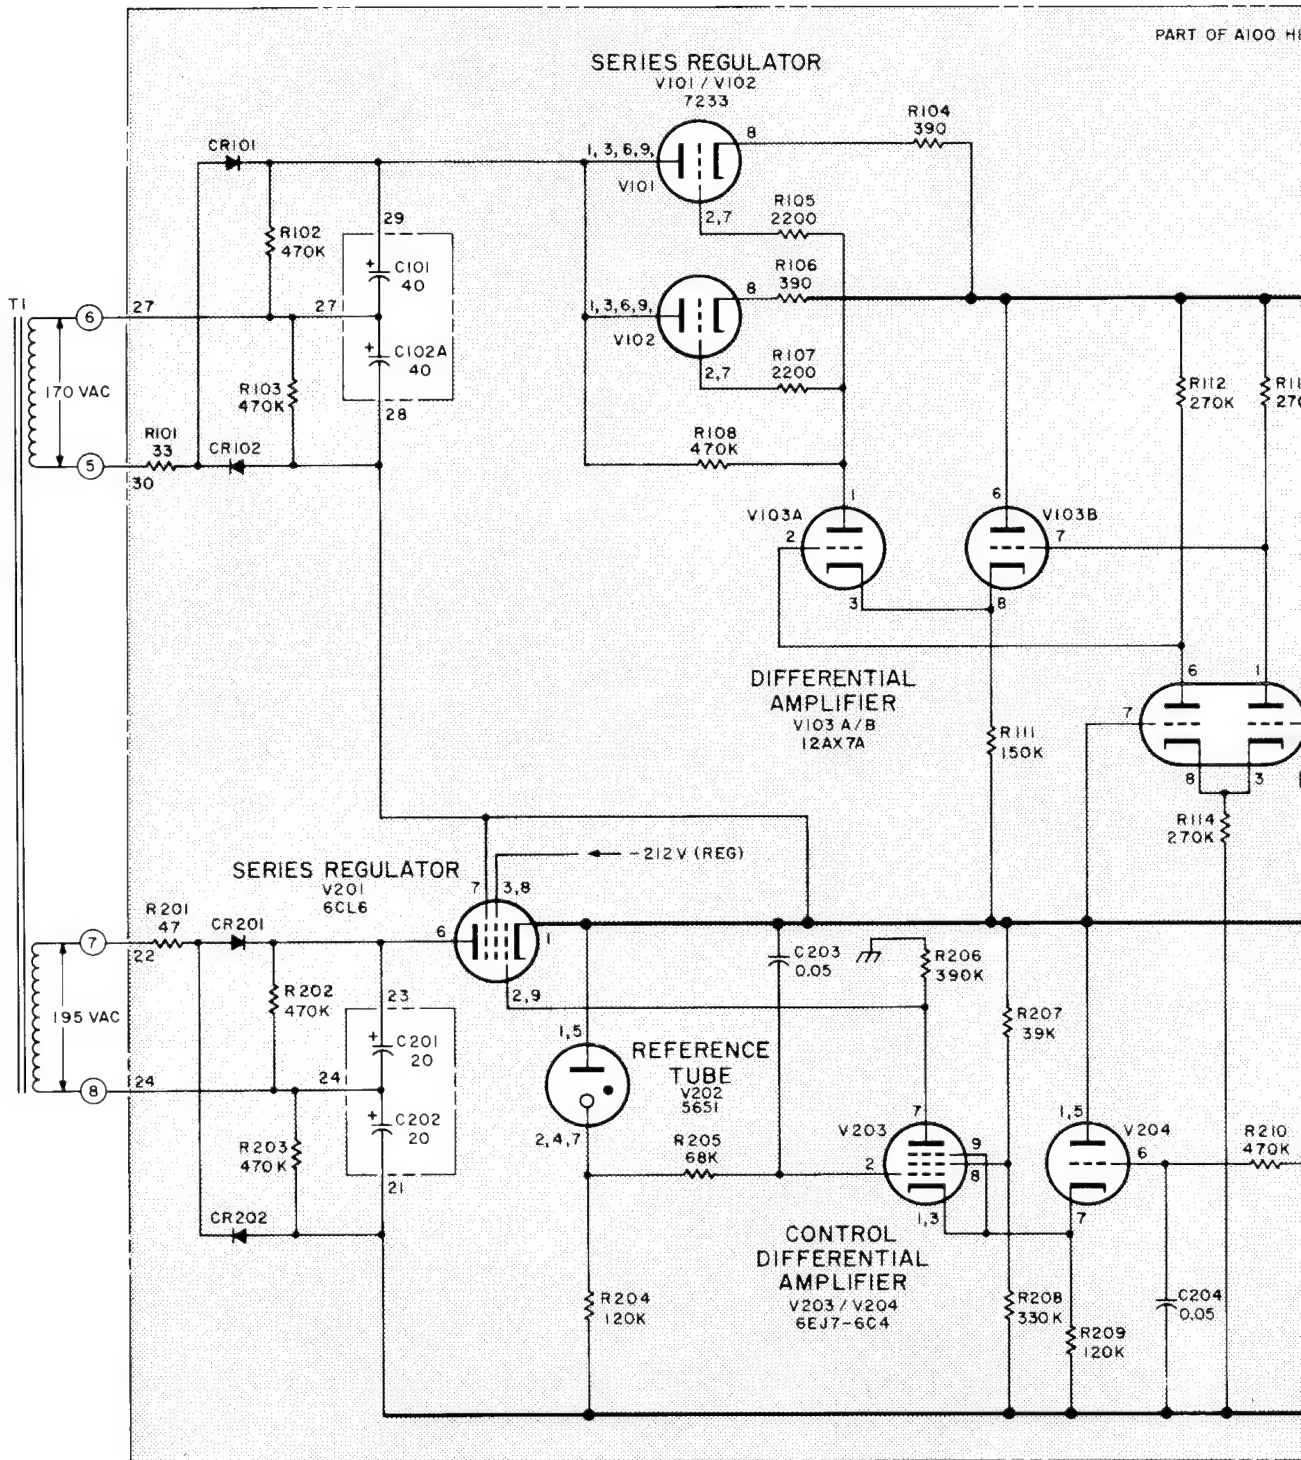 PART OF A100 H
SERIES REGULATOR
V101 / V102
7233
R104
390
CR101
8
1, 3, 6, 9,
V101
2,7
R105
2200
29
R102
470K
+ C101
40
R106
390
8
T1
6
27
27
1, 3, 6, 9,
V102
+ C102A
40
R107
2200
2,7
170 VAC
R103
470K
28
R112
270K
R11
270
R101
33
CR102
R108
470K
5
30
1
6
V103A
V103B
2
7
3
8
DIFFERENTIAL
AMPLIFIER
V103 A/B
12AX7A
6
1
7
R111
150K
8
3
R114
270K
-212V (REG)
SERIES REGULATOR
V201
6CL6
7
3,8
R201
47
CR201
7
22
6
1
C203
0.05
R206
390K
R202
470K
23
2,9
195 VAC
R207
39K
1,5
REFERENCE
TUBE
V202
5651
+ C201
20
24
24
8
7
1,5
+ C202
20
2,4,7
R205
68K
V203
9
V204
R203
470K
2
8
6
R210
470K
21
1,3
7
CR202
CONTROL
DIFFERENTIAL
AMPLIFIER
V203 / V204
6EJ7-6C4
R204
120K
R208
330K
C204
0.05
R209
120K